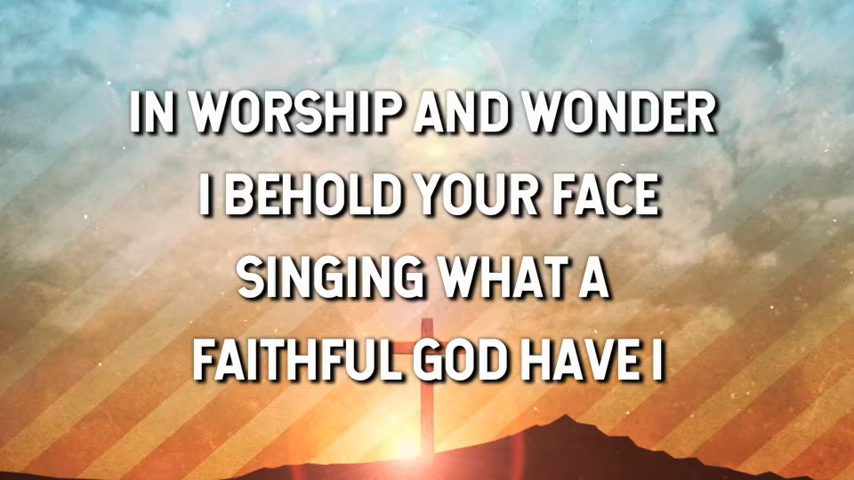 IN WORSHIP AND WONDER
I BEHOLD YOUR FACE
SINGING WHAT A
FAITHFUL GOD HAVE I